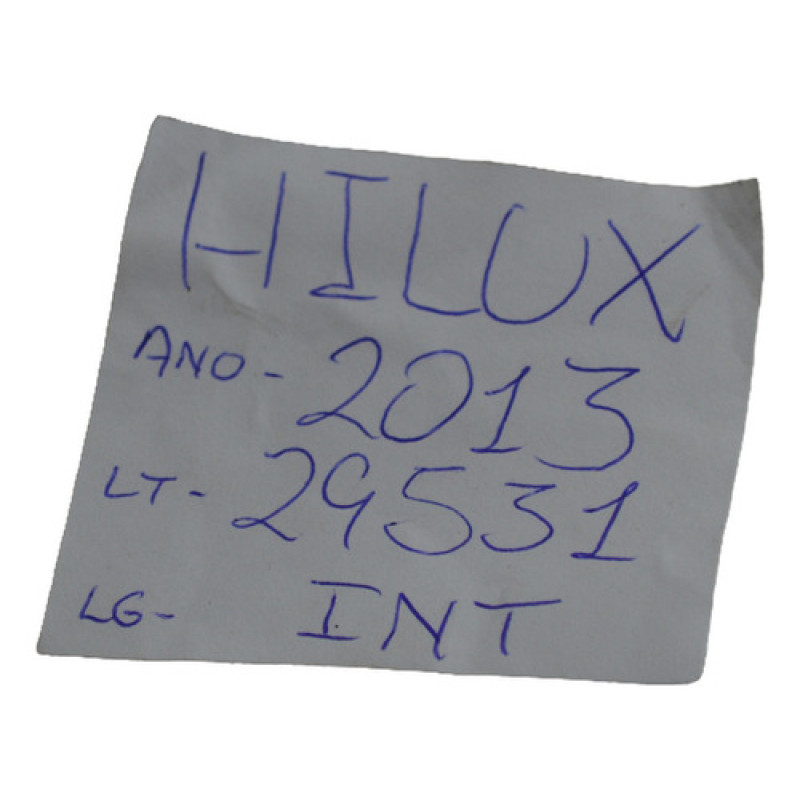 HILUX
ANO - 2013
LT - 29531
LG - INT